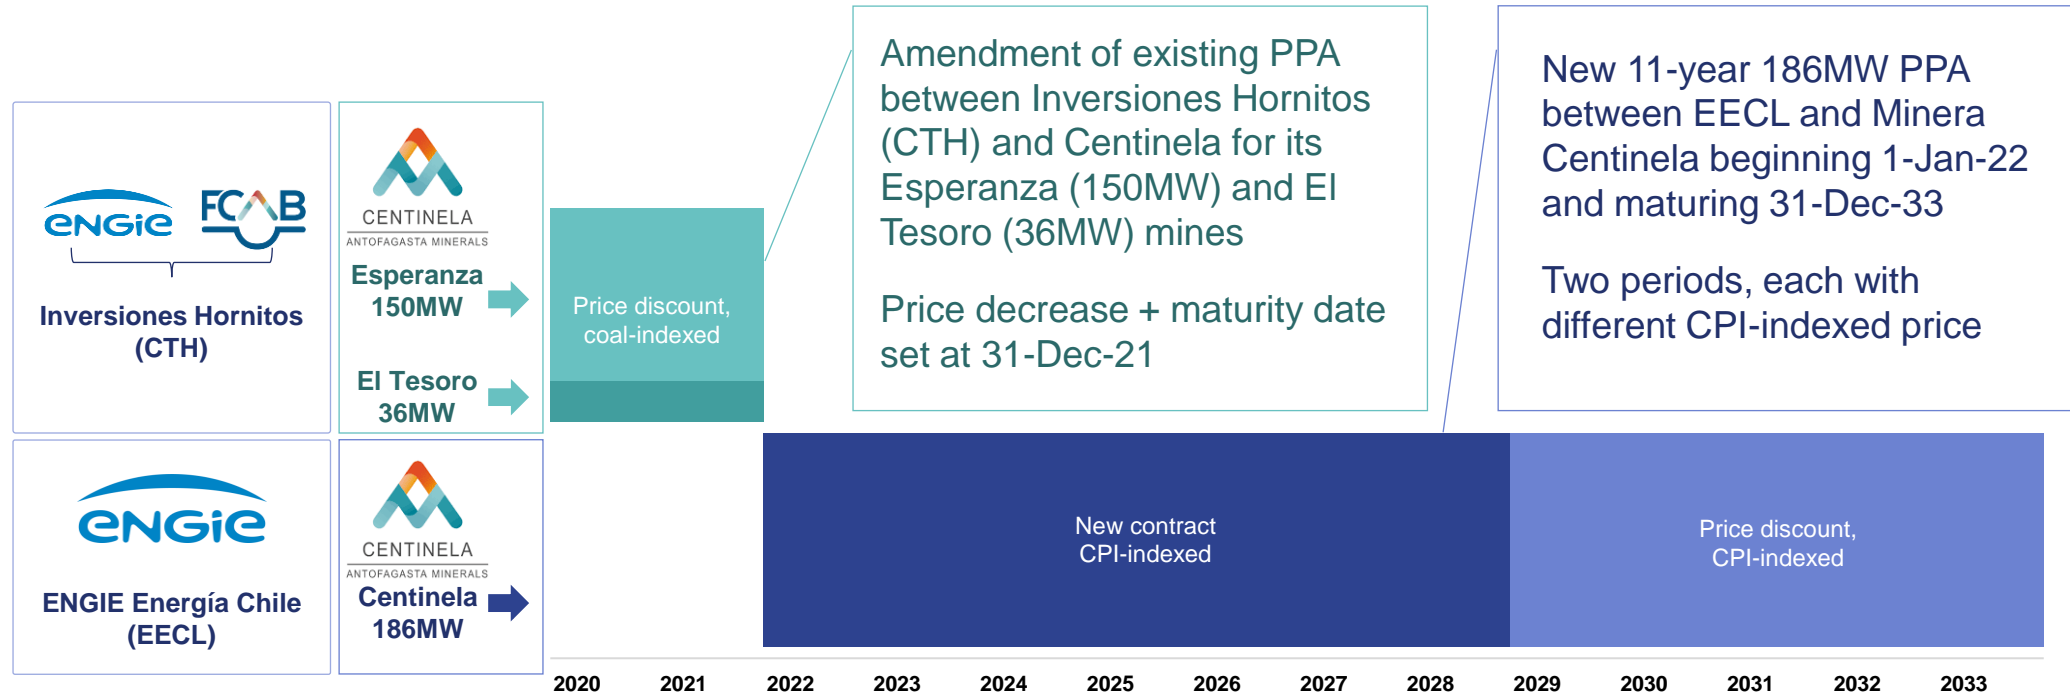 ENGiE FCAB
Inversiones Hornitos
(CTH)
CENTINELA
ANTOFAGASTA MINERALS
Esperanza
150MW
El Tesoro
36MW
Price discount,
coal-indexed
Amendment of existing PPA
between Inversiones Hornitos
(CTH) and Centinela for its
Esperanza (150MW) and El
Tesoro (36MW) mines
Price decrease + maturity date
set at 31-Dec-21
New 11-year 186MW PPA
between EECL and Minera
Centinela beginning 1-Jan-22
and maturing 31-Dec-33
Two periods, each with
different CPI-indexed price
ENGiE
ENGIE Energía Chile
(EECL)
CENTINELA
ANTOFAGASTA MINERALS
Centinela
186MW
New contract
CPI-indexed
Price discount,
CPI-indexed
2020 2021 2022 2023 2024 2025 2026 2027 2028 2029 2030 2031 2032 2033